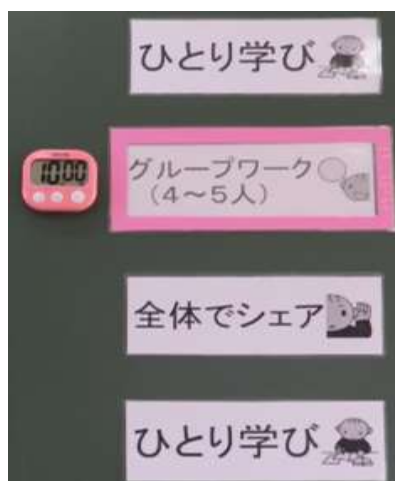 ひとり学び
10:00
グループワーク
(4~5人)
全体でシェア
ひとり学び